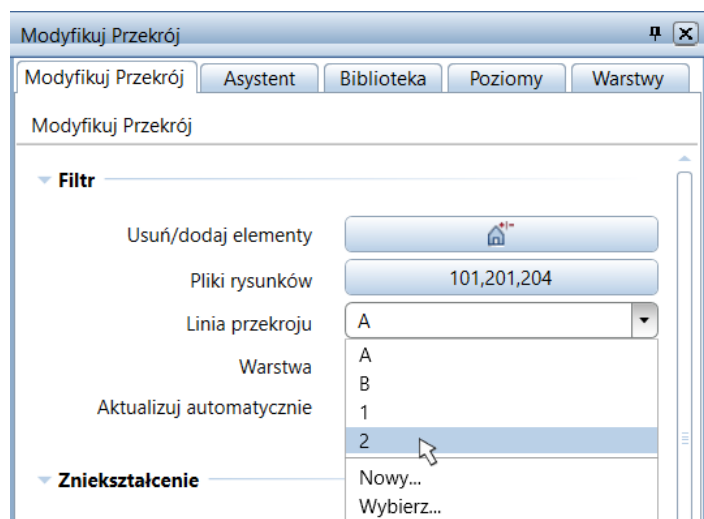 Modyfikuj Przekrój
Modyfikuj Przekrój Asystent Biblioteka Poziomy Warstwy
Modyfikuj Przekrój
Filtr
Usuń/dodaj elementy
Pliki rysunków 101,201,204
Linia przekroju A
Warstwa
A
B
Aktualizuj automatycznie
1
2
Zniekształcenie
Nowy...
Wybierz...